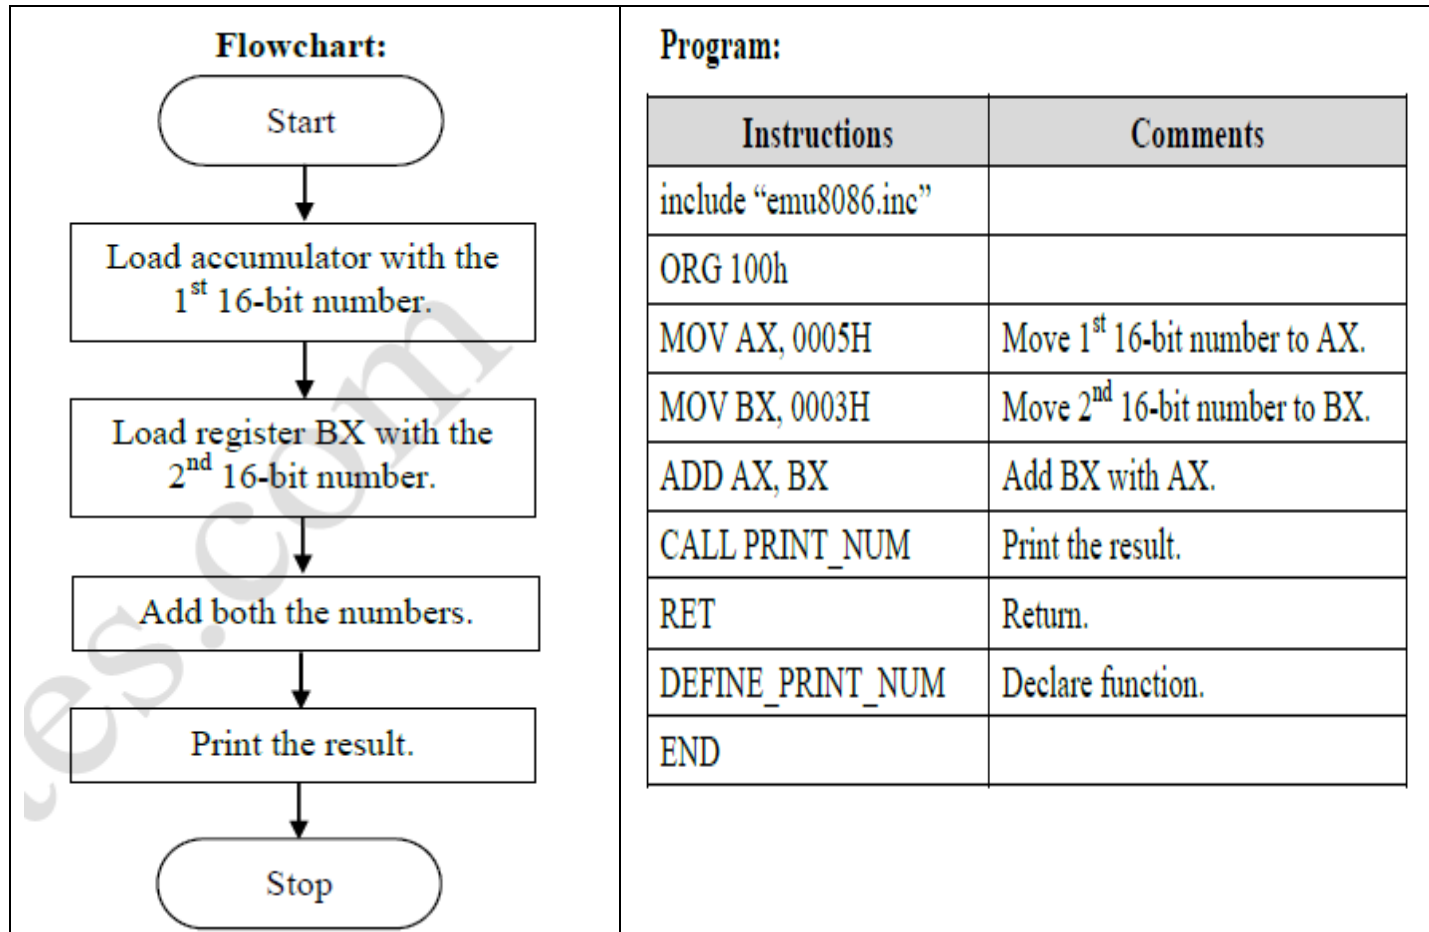 Flowchart:
Start
Load accumulator with the
1st 16-bit number.
Load register BX with the
2nd 16-bit number.
Add both the numbers.
Print the result.
Stop
tes.com
Program:
Instructions Comments
include “emu8086.inc”
ORG 100h
MOV AX, 0005H Move 1st 16-bit number to AX.
MOV BX, 0003H Move 2nd 16-bit number to BX.
ADD AX, BX Add BX with AX.
CALL PRINT_NUM Print the result.
RET Return.
DEFINE_PRINT_NUM Declare function.
END